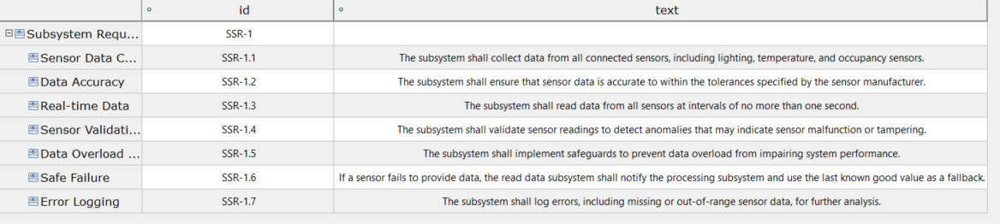 id text
Subsystem Requ... SSR-1
Sensor Data C... SSR-1.1 The subsystem shall collect data from all connected sensors, including lighting, temperature, and occupancy sensors.
Data Accuracy SSR-1.2 The subsystem shall ensure that sensor data is accurate to within the tolerances specified by the sensor manufacturer.
Real-time Data SSR-1.3 The subsystem shall read data from all sensors at intervals of no more than one second.
Sensor Validati... SSR-1.4 The subsystem shall validate sensor readings to detect anomalies that may indicate sensor malfunction or tampering.
Data Overload ... SSR-1.5 The subsystem shall implement safeguards to prevent data overload from impairing system performance.
Safe Failure SSR-1.6 If a sensor fails to provide data, the read data subsystem shall notify the processing subsystem and use the last known good value as a fallback.
Error Logging SSR-1.7 The subsystem shall log errors, including missing or out-of-range sensor data, for further analysis.